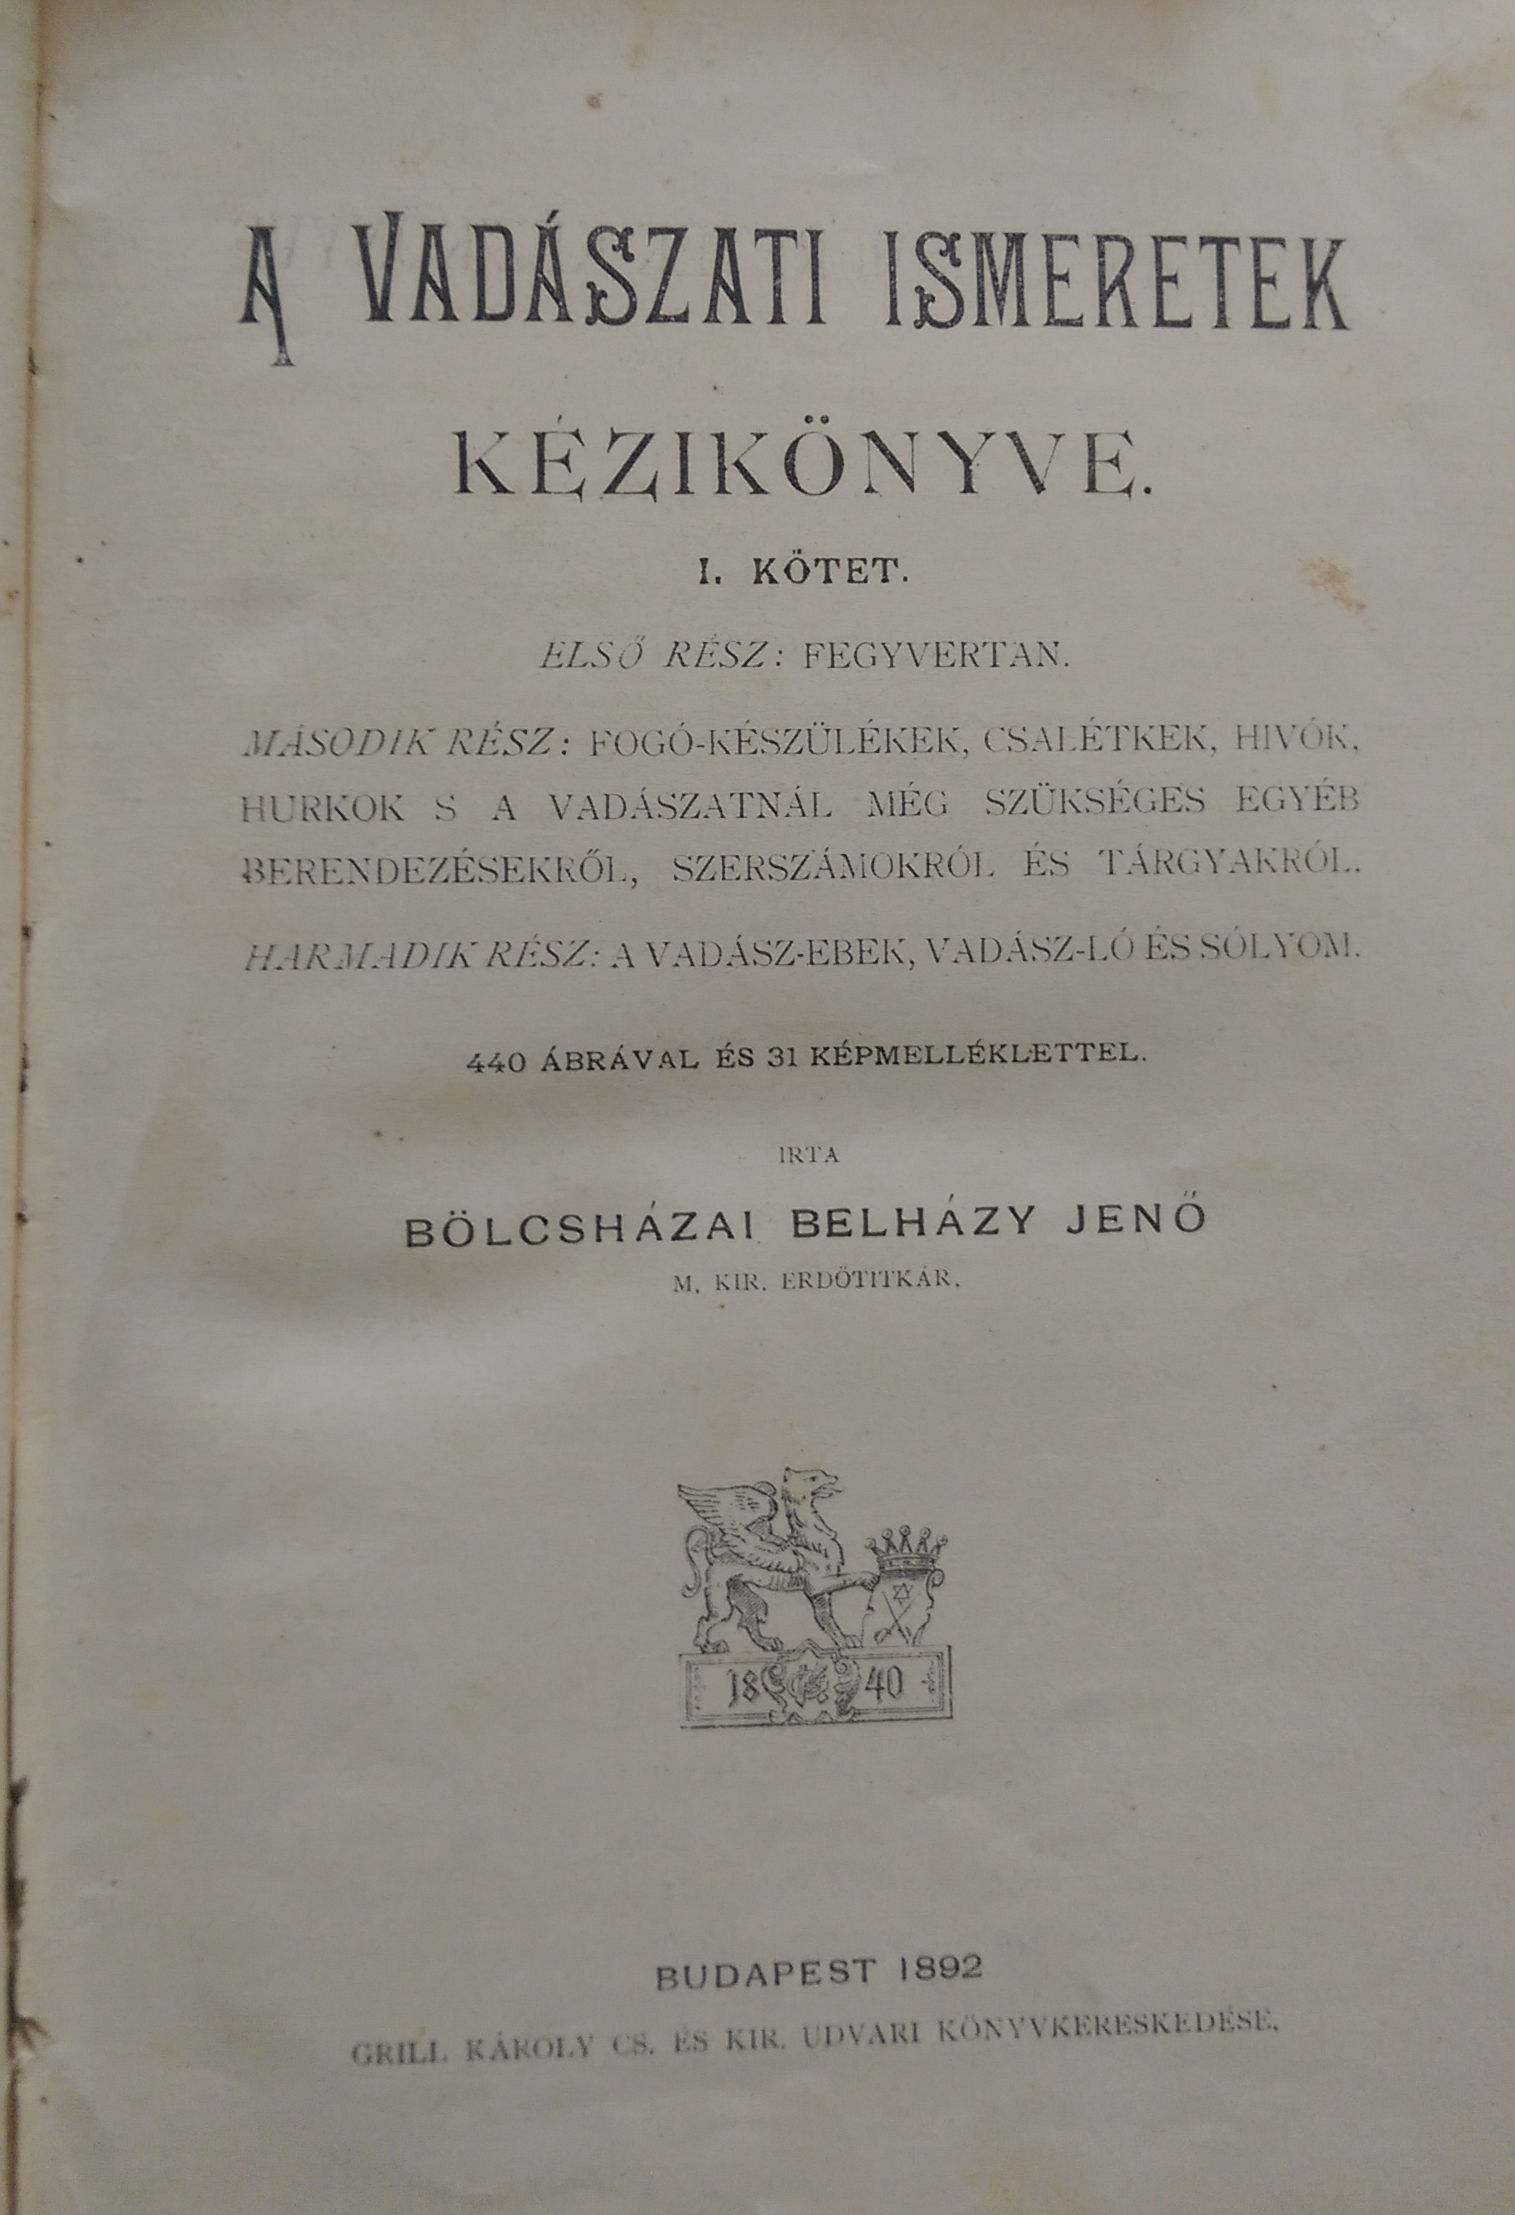 A VADÁSZATI ISMERETEK
KÉZIKÖNYVE.
I. KÖTET.
ELSŐ RÉSZ: FEGYVERTAN.
MÁSODIK RÉSZ: FOGÓ-KÉSZÜLÉKEK, CSALÉTKEK, HIVÓK,
HURKOK S A VADÁSZATNÁL MÉG SZÜKSÉGES EGYÉB
BERENDEZÉSEKRŐL, SZERSZÁMOKRÓL ÉS TÁRGYAKRÓL.
HARMADIK RÉSZ: A VADÁSZ-EBEK, VADÁSZ-LÓ ÉS SÓLYOM.
440 ÁBRÁVAL ÉS 31 KÉPMELLÉKLETTEL.
IRTA
BÖLCSHÁZAI BELHÁZY JENŐ
M. KIR. ERDŐTITKÁR.
18 40
BUDAPEST 1892
GRILL KÁROLY CS. ÉS KIR. UDVARI KÖNYVKERESKEDÉSE.